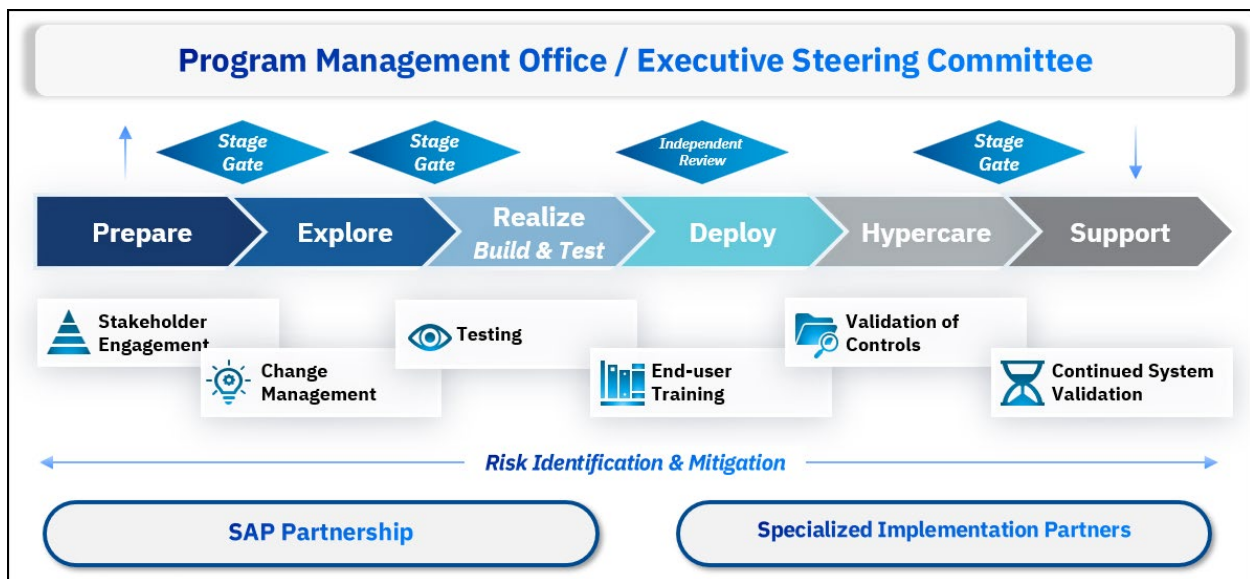 Program Management Office / Executive Steering Committee
Stage
Gate
Stage
Gate
Independent
Review
Stage
Gate
Prepare
Explore
Realize
Build & Test
Deploy
Hypercare
Support
Stakeholder
Engagement
Change
Management
Testing
End-user
Training
Validation of
Controls
Continued System
Validation
Risk Identification & Mitigation
SAP Partnership
Specialized Implementation Partners